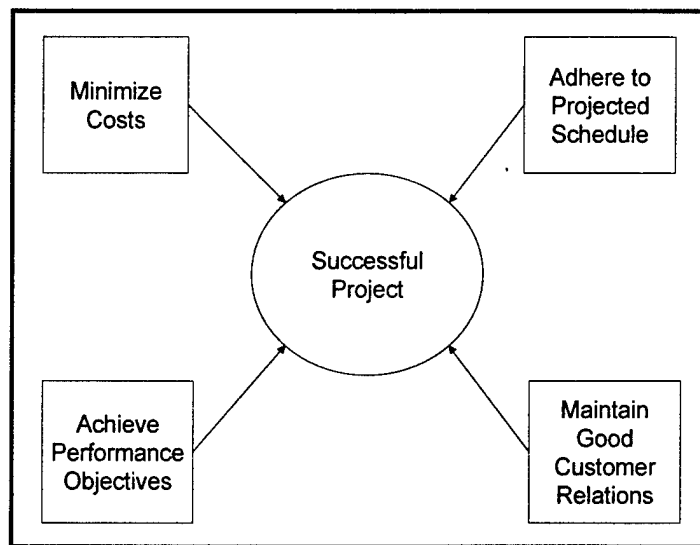 Minimize
Costs
Adhere to
Projected
Schedule
Successful
Project
Achieve
Performance
Objectives
Maintain
Good
Customer
Relations